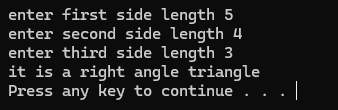 enter first side length 5
enter second side length 4
enter third side length 3
it is a right angle triangle
Press any key to continue . . .